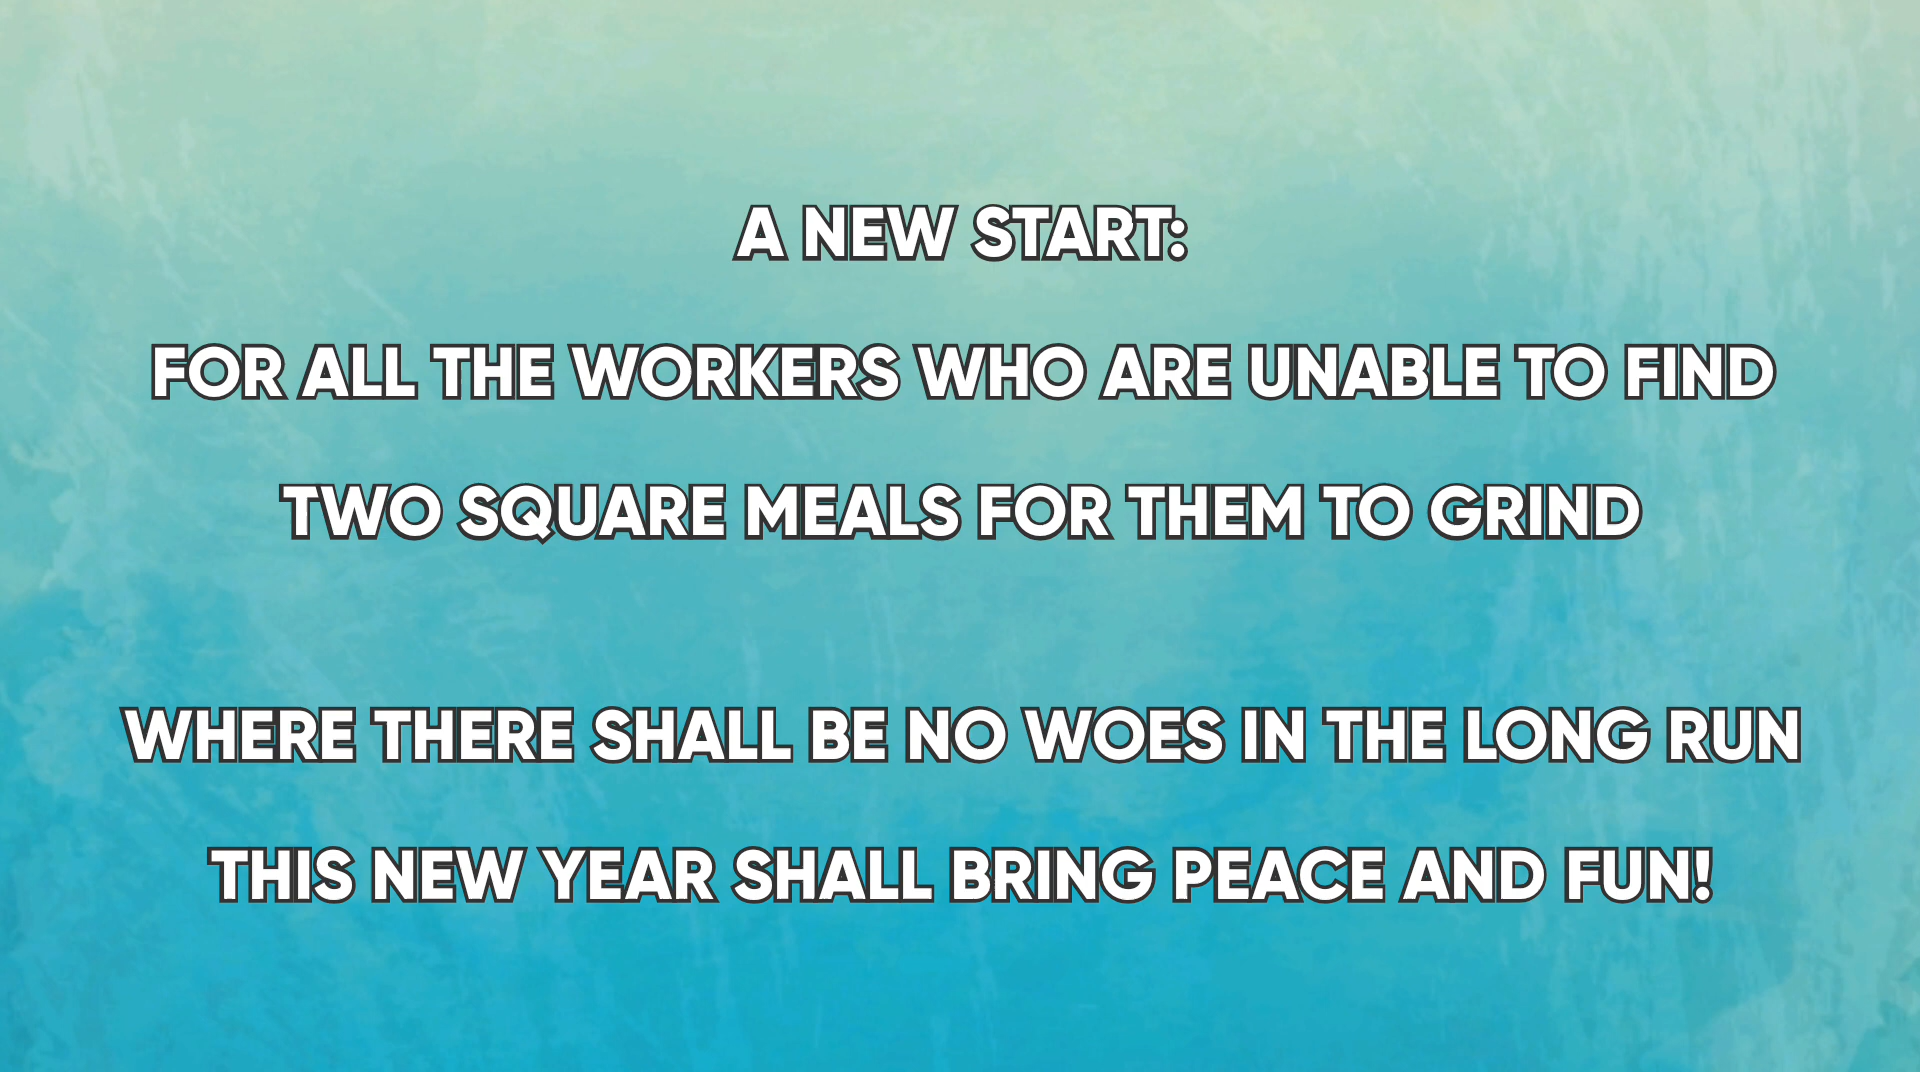 A NEW START:
FOR ALL THE WORKERS WHO ARE UNABLE TO FIND
TWO SQUARE MEALS FOR THEM TO GRIND
WHERE THERE SHALL BE NO WOES IN THE LONG RUN
THIS NEW YEAR SHALL BRING PEACE AND FUN!